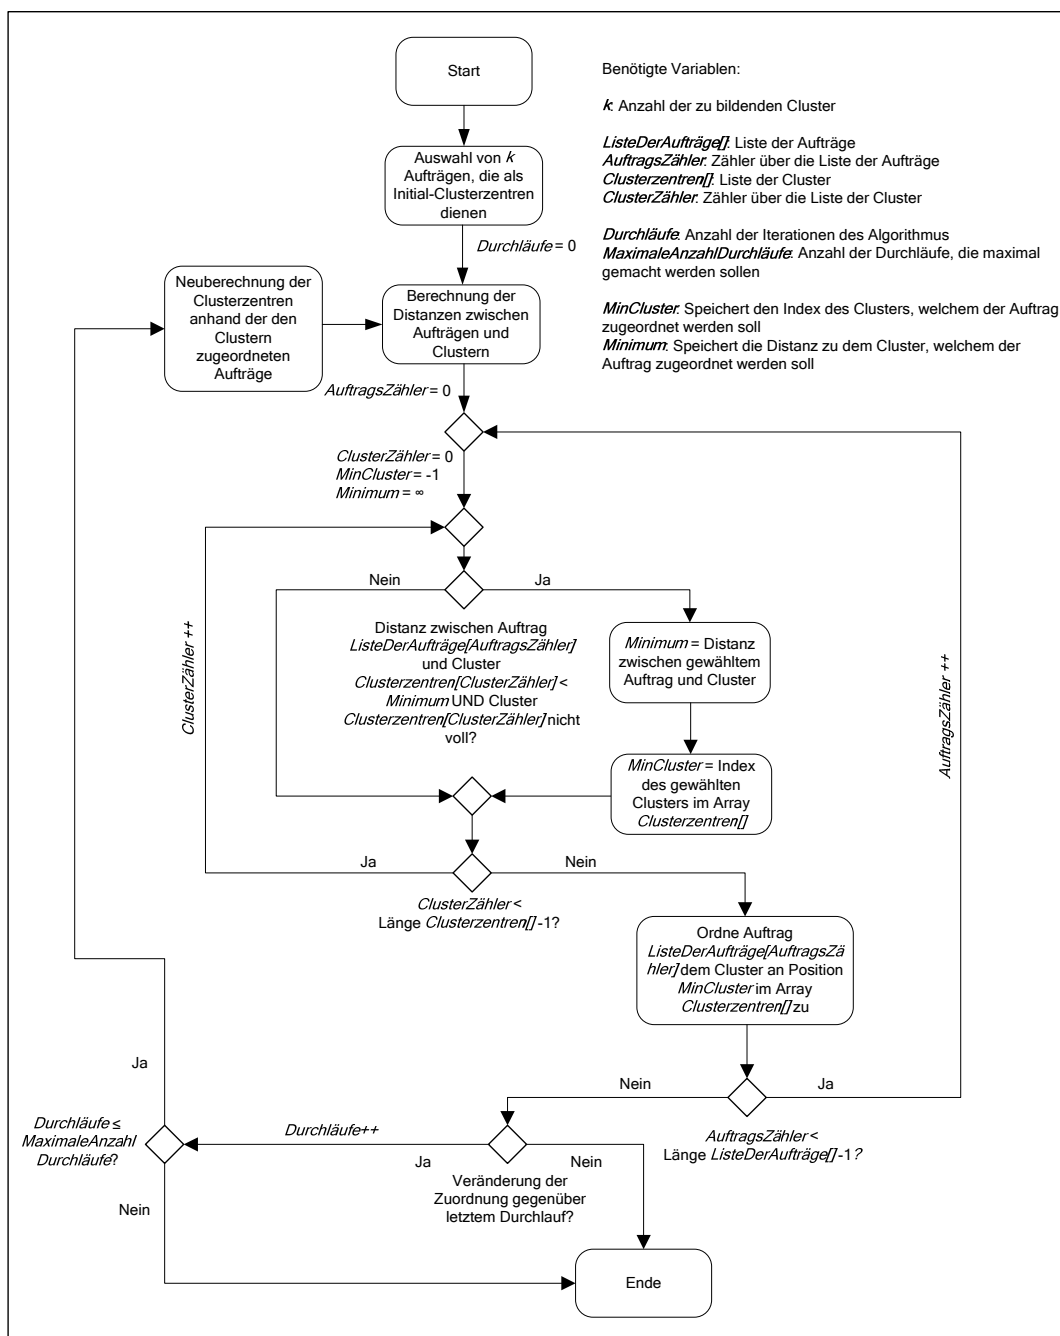 Start
Benötigte Variablen:
k: Anzahl der zu bildenden Cluster
ListeDerAufträge[]: Liste der Aufträge
AuftragsZähler: Zähler über die Liste der Aufträge
Clusterzentren[]: Liste der Cluster
ClusterZähler: Zähler über die Liste der Cluster
Durchläufe: Anzahl der Iterationen des Algorithmus
MaximaleAnzahlDurchläufe: Anzahl der Durchläufe, die maximal
gemacht werden sollen
MinCluster: Speichert den Index des Clusters, welchem der Auftrag
zugeordnet werden soll
Minimum: Speichert die Distanz zu dem Cluster, welchem der
Auftrag zugeordnet werden soll
Auswahl von k
Aufträgen, die als
Initial-Clusterzentren
dienen
Durchläufe = 0
Neuberechnung der
Clusterzentren
anhand der den
Clustern
zugeordneten
Aufträge
Berechnung der
Distanzen zwischen
Aufträgen und
Clustern
AuftragsZähler = 0
ClusterZähler = 0
MinCluster = -1
Minimum = ∞
Nein
Ja
Distanz zwischen Auftrag
ListeDerAufträge[AuftragsZähler]
und Cluster
Clusterzentren[ClusterZähler] <
Minimum UND Cluster
Clusterzentren[ClusterZähler] nicht
voll?
Minimum = Distanz
zwischen gewähltem
Auftrag und Cluster
MinCluster = Index
des gewählten
Clusters im Array
Clusterzentren[]
ClusterZähler ++
AuftragsZähler ++
Ja
Nein
ClusterZähler <
Länge Clusterzentren[] -1?
Ordne Auftrag
ListeDerAufträge[AuftragsZä
hler] dem Cluster an Position
MinCluster im Array
Clusterzentren[] zu
Nein
Ja
AuftragsZähler <
Länge ListeDerAufträge[] -1?
Ja
Durchläufe ≤
MaximaleAnzahl
Durchläufe?
Nein
Durchläufe++
Ja
Nein
Veränderung der
Zuordnung gegenüber
letztem Durchlauf?
Ende